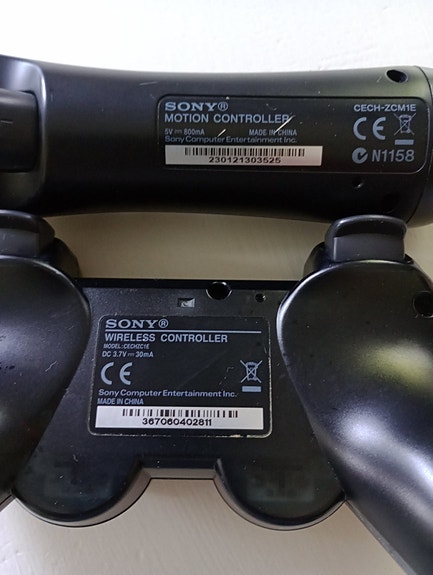 SONY®
MOTION CONTROLLER
CECH-ZCM1E
5V⎓800mA MADE IN CHINA
Sony Computer Entertainment Inc.
230121303525
CE
N1158
SONY®
WIRELESS CONTROLLER
MODEL:CECHZC1E
DC 3.7V⎓30mA
CE
Sony Computer Entertainment Inc.
MADE IN CHINA
367060402811